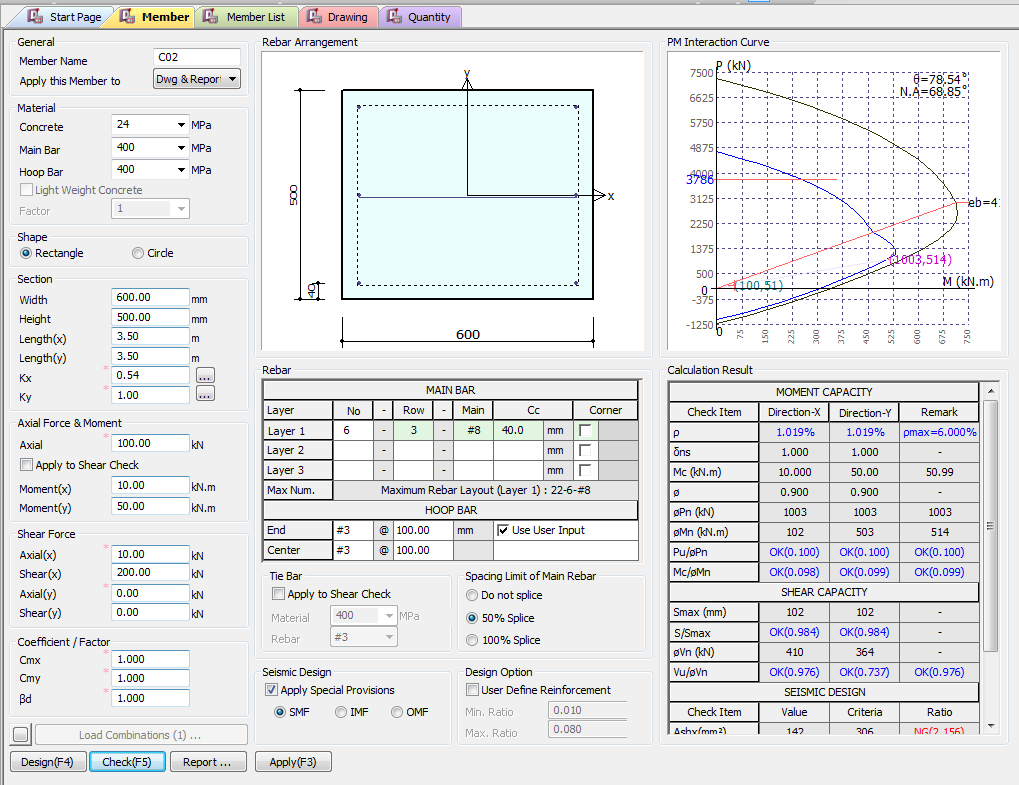 Start Page Member Member List Drawing Quantity
General
Member Name C02
Apply this Member to Dwg & Report
Material
Concrete 24 MPa
Main Bar 400 MPa
Hoop Bar 400 MPa
Light Weight Concrete
Factor 1
Shape
Rectangle Circle
Section
Width 600.00 mm
Height 500.00 mm
Length(x) 3.50 m
Length(y) 3.50 m
Kx * 0.54 ...
Ky * 1.00 ...
Axial Force & Moment
Axial * 100.00 kN
Apply to Shear Check
Moment(x) * 10.00 kN.m
Moment(y) 50.00 kN.m
Shear Force
Axial(x) * 10.00 kN
Shear(x) 200.00 kN
Axial(y) * 0.00 kN
Shear(y) 0.00 kN
Coefficient / Factor
Cmx * 1.000
Cmy * 1.000
βd * 1.000
Load Combinations (1) ...
Design(F4) Check(F5) Report ... Apply(F3)
Rebar Arrangement
y
x
500
40
600
Rebar
MAIN BAR
Layer No - Row - Main Cc Corner
Layer 1 6 - 3 - #8 40.0 mm
Layer 2 - - mm
Layer 3 - - mm
Max Num. Maximum Rebar Layout (Layer 1) : 22-6-#8
HOOP BAR
End #3 @ 100.00 mm Use User Input
Center #3 @ 100.00
Tie Bar
Apply to Shear Check
Material 400 MPa
Rebar #3
Spacing Limit of Main Rebar
Do not splice
50% Splice
100% Splice
Seismic Design
Apply Special Provisions
SMF IMF OMF
Design Option
User Define Reinforcement
Min. Ratio 0.010
Max. Ratio 0.080
PM Interaction Curve
P (kN)
θ=78.54°
N.A=68.85°
7500
6625
5750
4875
4000
3786
3125
2250
1375
500
0
-375
-1250
eb=41
(1003,514)
(100,51)
M (kN.m)
0 75 150 225 300 375 450 525 600 675 750
Calculation Result
MOMENT CAPACITY
Check Item Direction-X Direction-Y Remark
ρ 1.019% 1.019% ρmax=6.000%
δns 1.000 1.000 -
Mc (kN.m) 10.000 50.00 50.99
ø 0.900 0.900 -
øPn (kN) 1003 1003 1003
øMn (kN.m) 102 503 514
Pu/øPn OK(0.100) OK(0.100) OK(0.100)
Mc/øMn OK(0.098) OK(0.099) OK(0.099)
SHEAR CAPACITY
Smax (mm) 102 102 -
S/Smax OK(0.984) OK(0.984) -
øVn (kN) 410 364 -
Vu/øVn OK(0.976) OK(0.737) OK(0.976)
SEISMIC DESIGN
Check Item Value Criteria Ratio
Ashx(mm²) 142 306 NG(2.156)